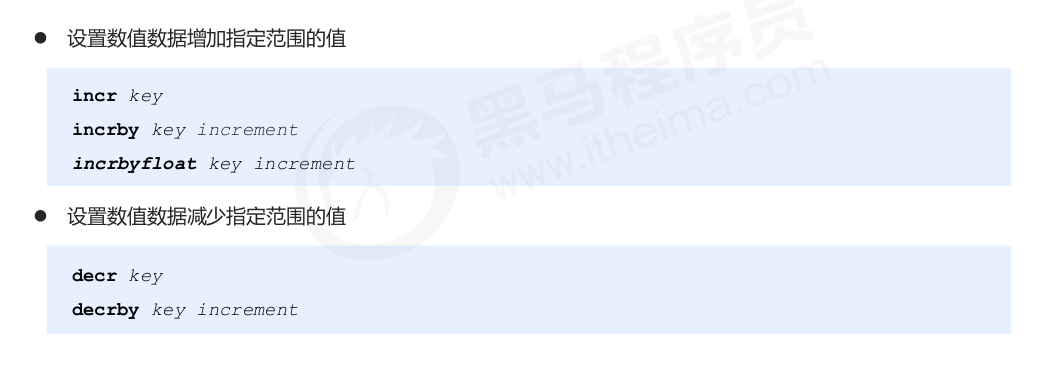 设置数值数据增加指定范围的值
incr key
incrby key increment
incrbyfloat key increment
设置数值数据减少指定范围的值
decr key
decrby key increment
黑马程序员
www.itheima.com